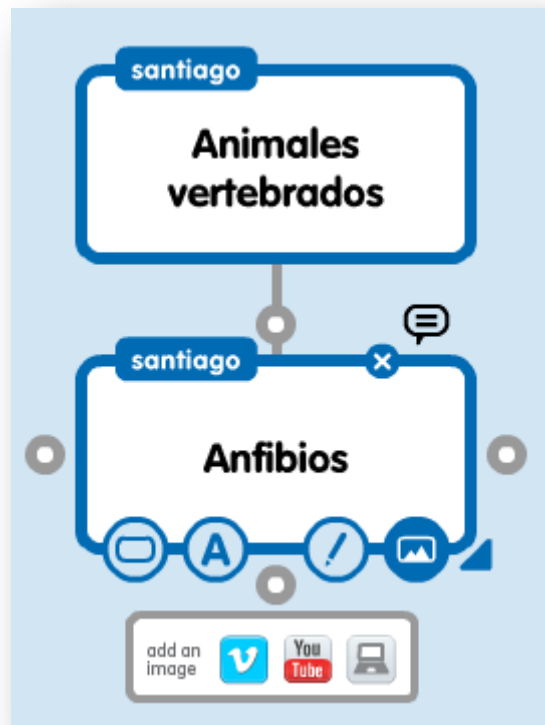 santiago
Animales
vertebrados
santiago
Anfibios
A
add an
image
You
Tube